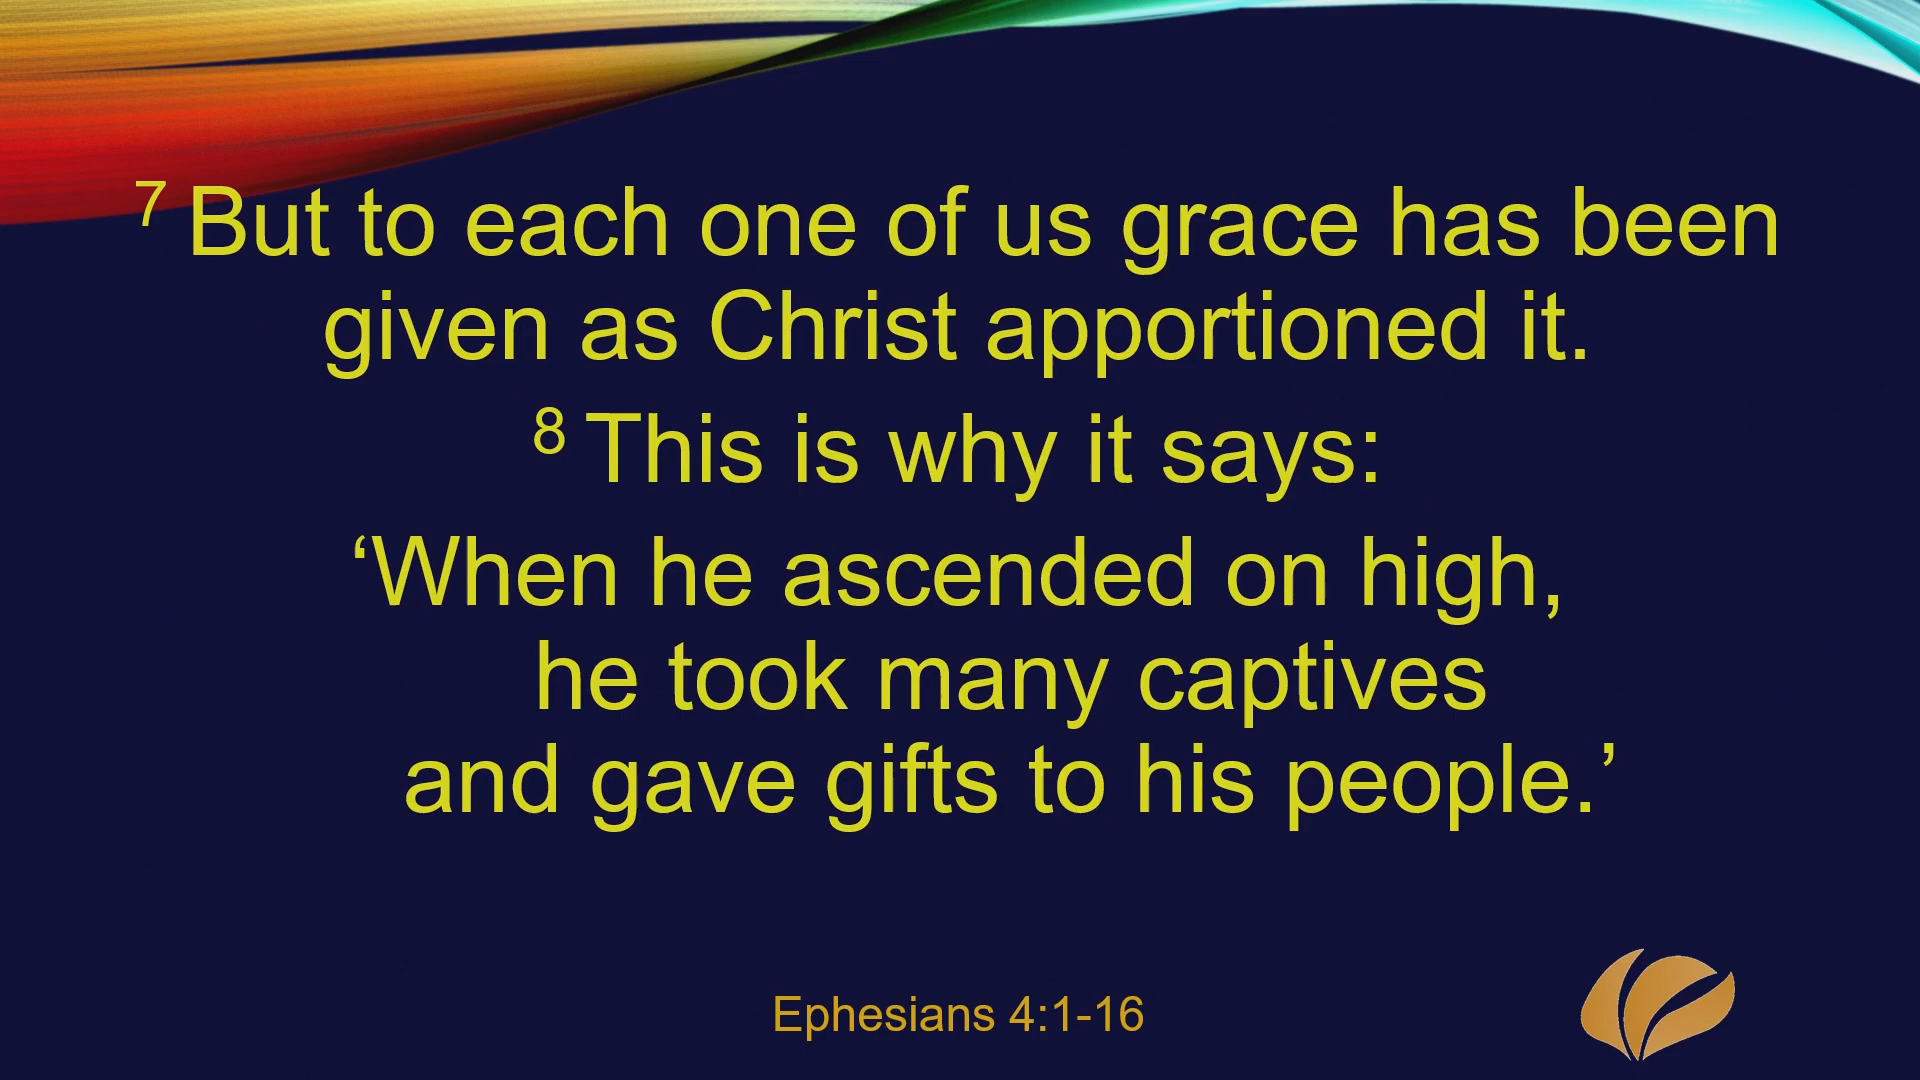 7 But to each one of us grace has been
given as Christ apportioned it.
8 This is why it says:
‘When he ascended on high,
he took many captives
and gave gifts to his people.’
Ephesians 4:1-16